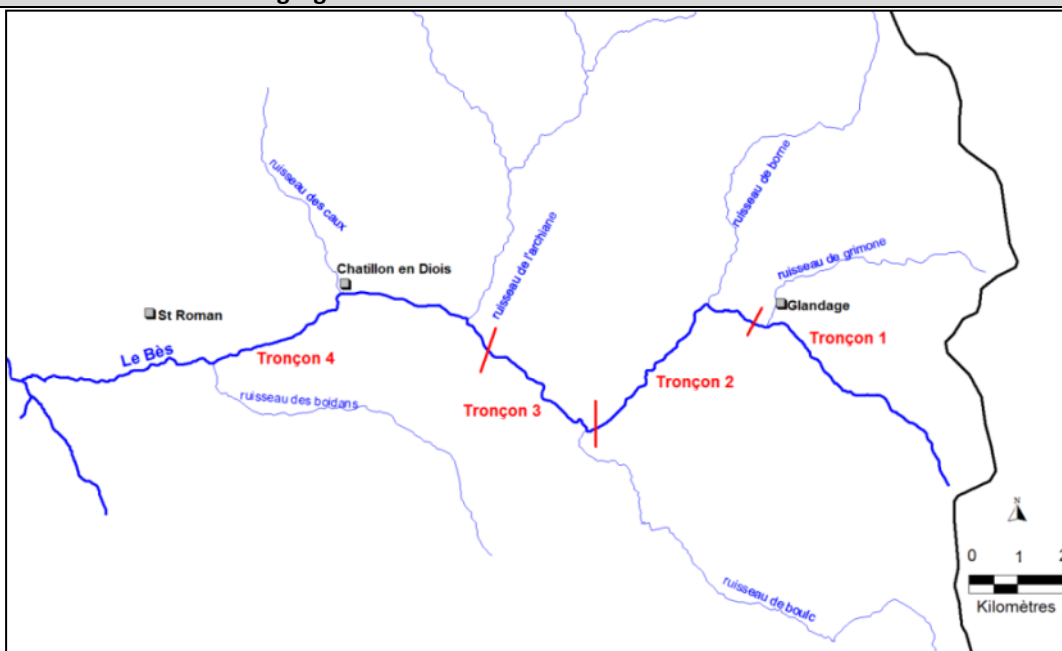 ruisseau des caux
ruisseau de l'archiane
ruisseau de borne
ruisseau de grimone
Chatillon en Diois
Glandage
St Roman
Le Bès
Tronçon 4
Tronçon 3
Tronçon 2
Tronçon 1
ruisseau des boidans
ruisseau de boulc
N
0 1 2
Kilomètres